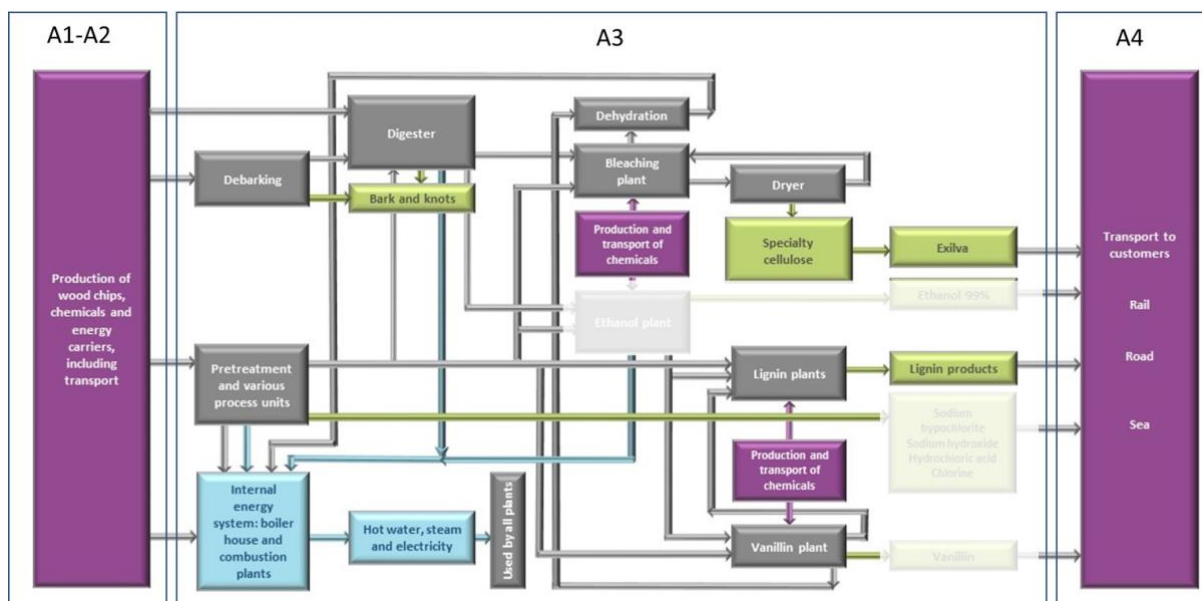 A1-A2
A3
A4
Production of
wood chips,
chemicals and
energy
carriers,
including
transport
Debarking
Digester
Bark and knots
Dehydration
Bleaching
plant
Dryer
Production and
transport of
chemicals
Specialty
cellulose
Exilva
Ethanol plant
Ethanol 99%
Pretreatment
and various
process units
Lignin plants
Lignin products
Sodium
hypochlorite
Sodium hydroxide
Hydrochloric acid
Chlorine
Production and
transport of
chemicals
Internal
energy
system: boiler
house and
combustion
plants
Hot water, steam
and electricity
Used by all plants
Vanillin plant
Vanillin
Transport to
customers
Rail
Road
Sea